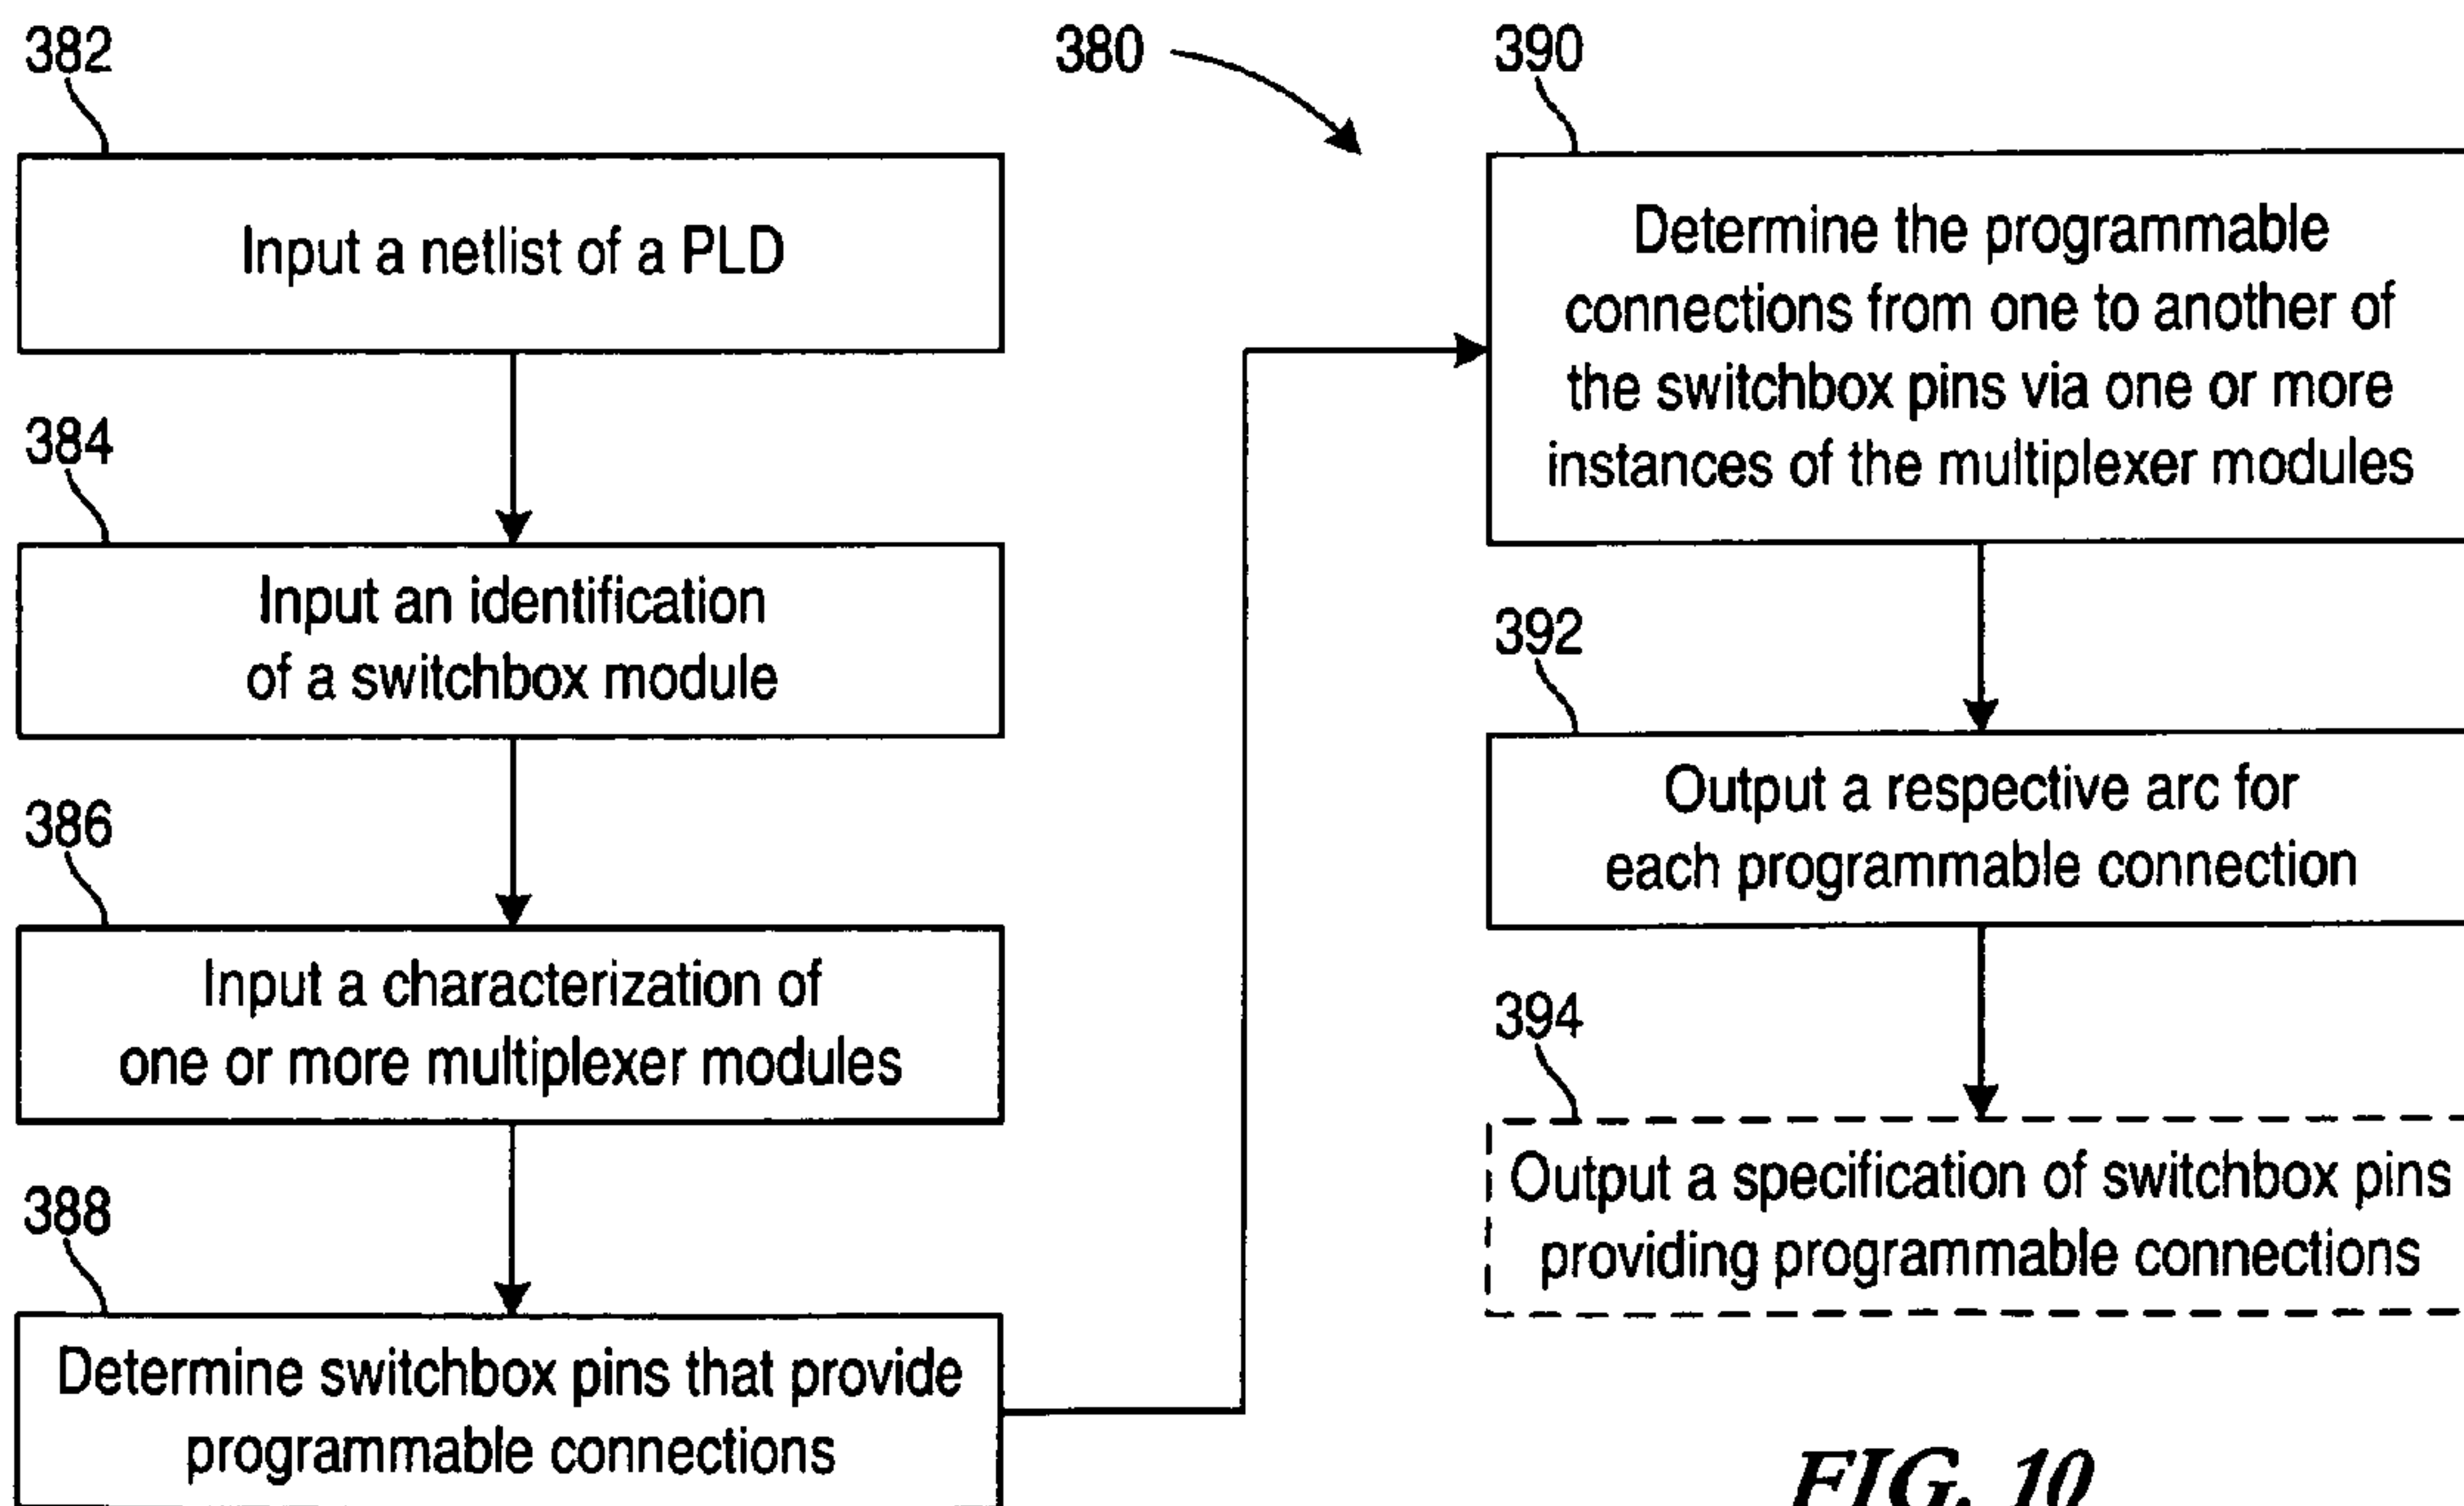 382
Input a netlist of a PLD
384
Input an identification
of a switchbox module
386
Input a characterization of
one or more multiplexer modules
388
Determine switchbox pins that provide
programmable connections
380
390
Determine the programmable
connections from one to another of
the switchbox pins via one or more
instances of the multiplexer modules
392
Output a respective arc for
each programmable connection
394
Output a specification of switchbox pins
providing programmable connections
FIG. 10